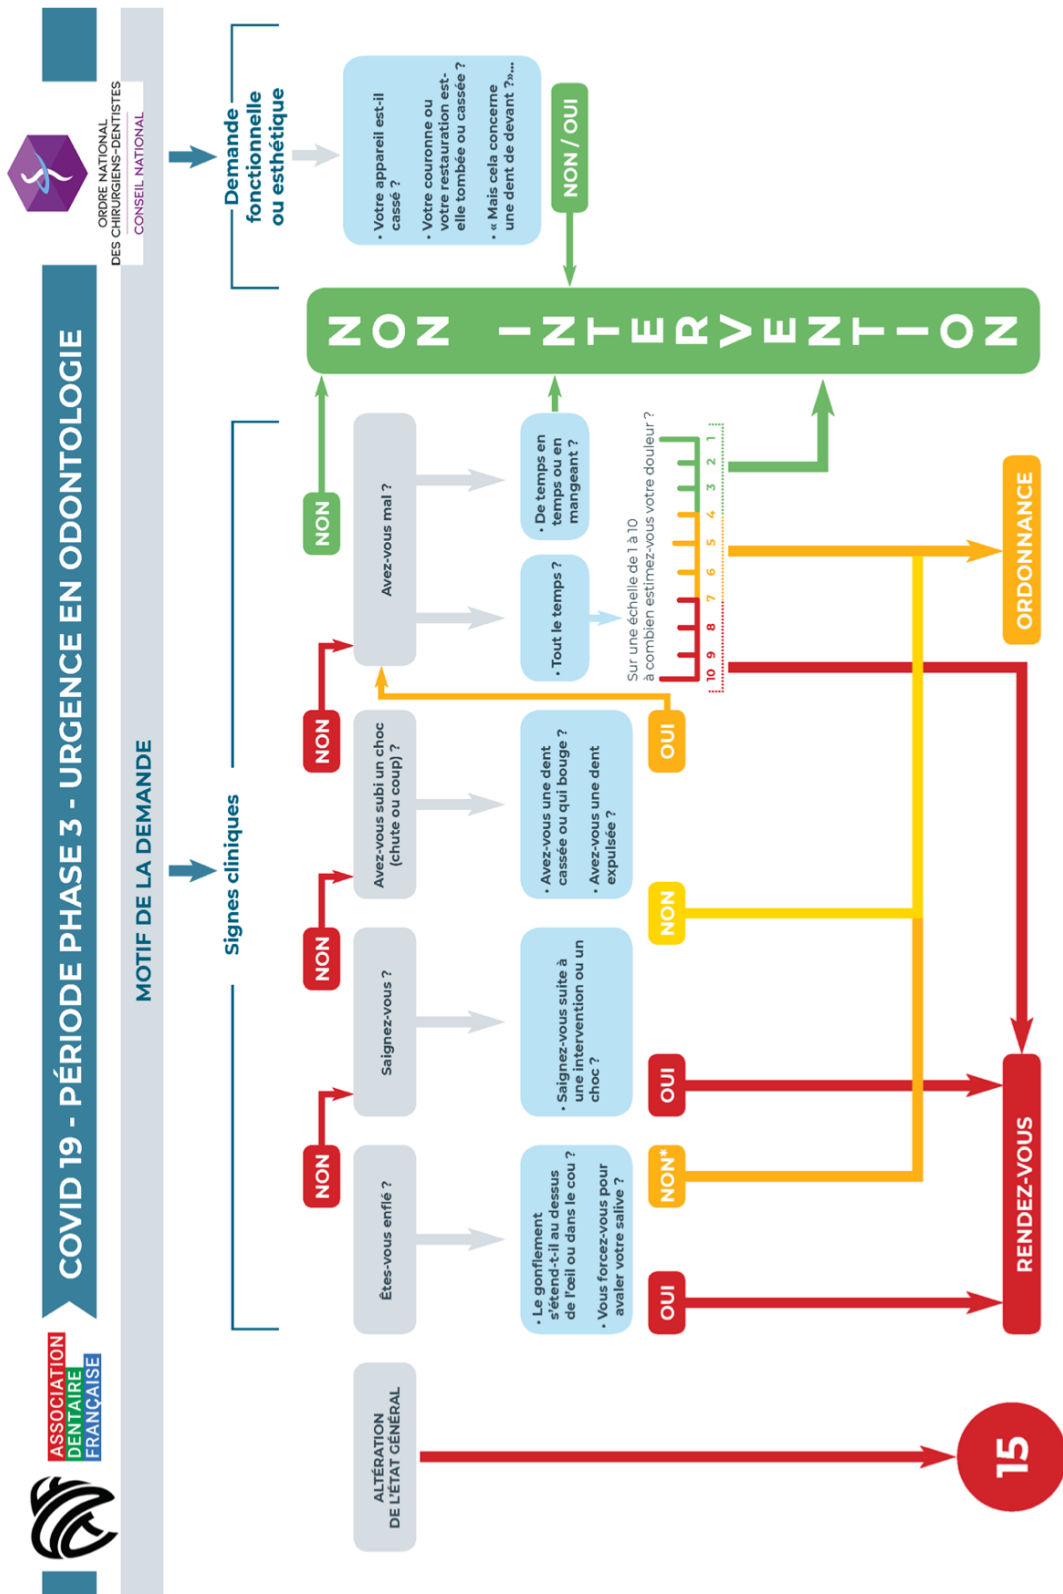 ASSOCIATION
DENTAIRE
FRANÇAISE
COVID 19 - PÉRIODE PHASE 3 - URGENCE EN ODONTOLOGIE
ORDRE NATIONAL
DES CHIRURGIENS-DENTISTES
CONSEIL NATIONAL
MOTIF DE LA DEMANDE
Signes cliniques
Demande
fonctionnelle
ou esthétique
NON
NON
NON
NON
ALTÉRATION
DE L'ÉTAT GÉNÉRAL
Êtes-vous enflé ?
Saignez-vous ?
Avez-vous subi un choc
(chute ou coup) ?
Avez-vous mal ?
• Votre appareil est-il
cassé ?
• Votre couronne ou
votre restauration est-
elle tombée ou cassée ?
• « Mais cela concerne
une dent de devant ?»...
• Le gonflement
s'étend-t-il au dessus
de l'œil ou dans le cou ?
• Vous forcez-vous pour
avaler votre salive ?
• Saignez-vous suite à
une intervention ou un
choc ?
• Avez-vous une dent
cassée ou qui bouge ?
• Avez-vous une dent
expulsée ?
• Tout le temps ?
• De temps en
temps ou en
mangeant ?
NON / OUI
NON INTERVENTION
OUI
NON*
OUI
NON
OUI
Sur une échelle de 1 à 10
à combien estimez-vous votre douleur ?
10 9 8 7 6 5 4 3 2 1
15
RENDEZ-VOUS
ORDONNANCE